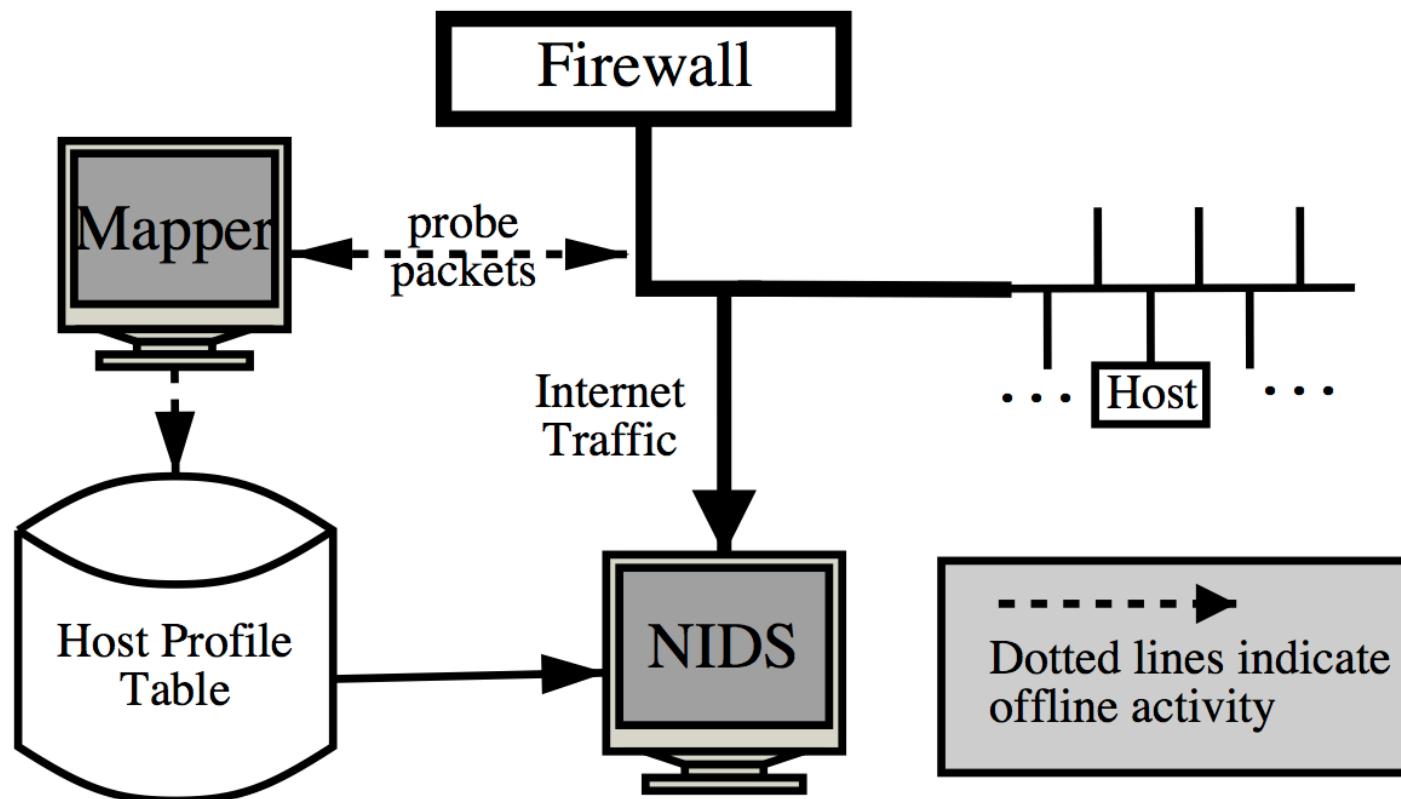 Firewall
Mapper
probe
packets
Internet
Traffic
. . .
Host
. . .
Host Profile
Table
NIDS
Dotted lines indicate
offline activity